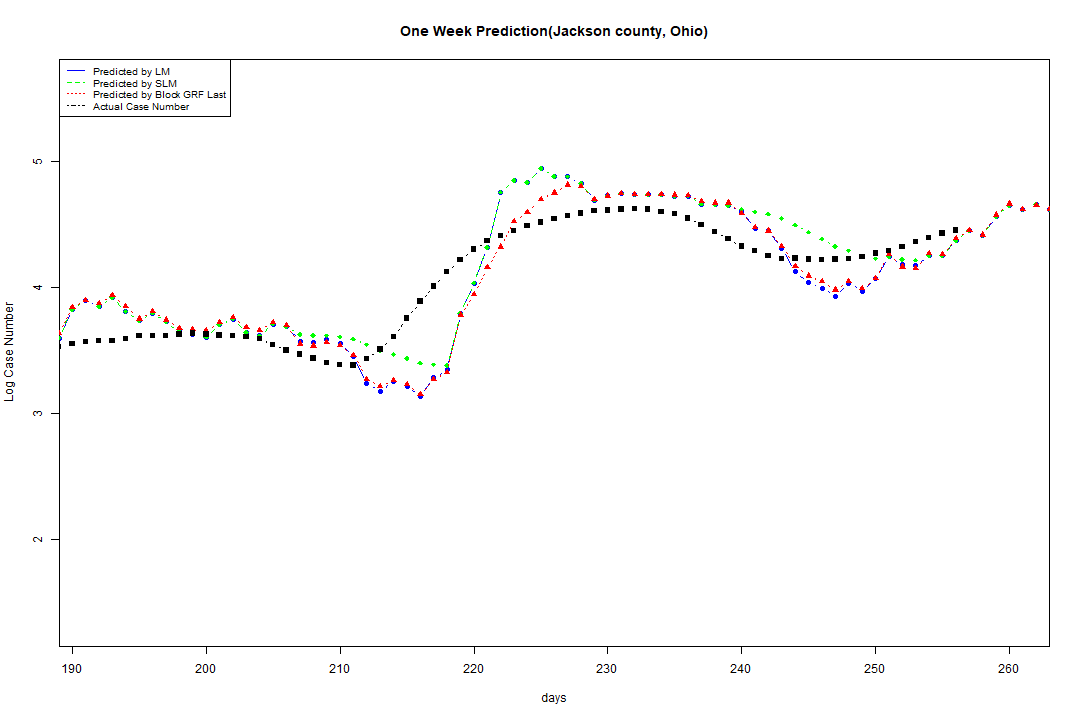 One Week Prediction(Jackson county, Ohio)
Predicted by LM
Predicted by SLM
Predicted by Block GRF Last
Actual Case Number
5
4
3
2
Log Case Number
190 200 210 220 230 240 250 260
days